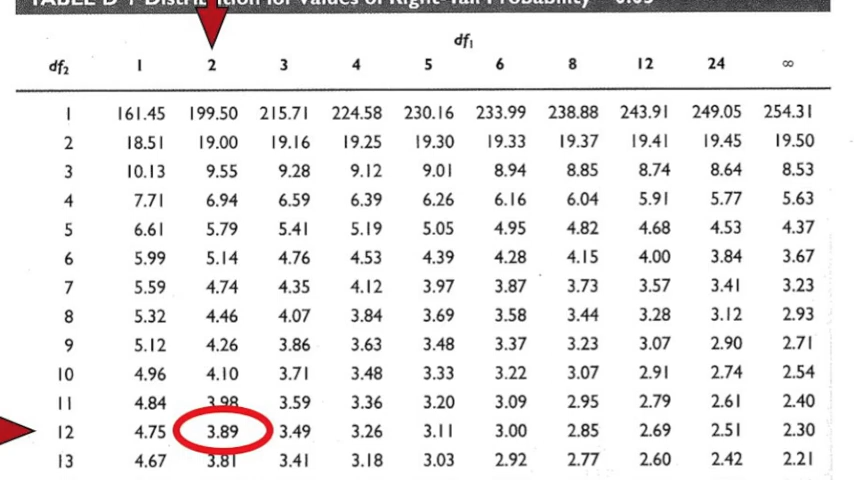 TABLE D-1 Distribution for Values of Right-Tail Probability = 0.05
df₁
df₂ 1 2 3 4 5 6 8 12 24 ∞
1 161.45 199.50 215.71 224.58 230.16 233.99 238.88 243.91 249.05 254.31
2 18.51 19.00 19.16 19.25 19.30 19.33 19.37 19.41 19.45 19.50
3 10.13 9.55 9.28 9.12 9.01 8.94 8.85 8.74 8.64 8.53
4 7.71 6.94 6.59 6.39 6.26 6.16 6.04 5.91 5.77 5.63
5 6.61 5.79 5.41 5.19 5.05 4.95 4.82 4.68 4.53 4.37
6 5.99 5.14 4.76 4.53 4.39 4.28 4.15 4.00 3.84 3.67
7 5.59 4.74 4.35 4.12 3.97 3.87 3.73 3.57 3.41 3.23
8 5.32 4.46 4.07 3.84 3.69 3.58 3.44 3.28 3.12 2.93
9 5.12 4.26 3.86 3.63 3.48 3.37 3.23 3.07 2.90 2.71
10 4.96 4.10 3.71 3.48 3.33 3.22 3.07 2.91 2.74 2.54
11 4.84 3.98 3.59 3.36 3.20 3.09 2.95 2.79 2.61 2.40
12 4.75 3.89 3.49 3.26 3.11 3.00 2.85 2.69 2.51 2.30
13 4.67 3.81 3.41 3.18 3.03 2.92 2.77 2.60 2.42 2.21